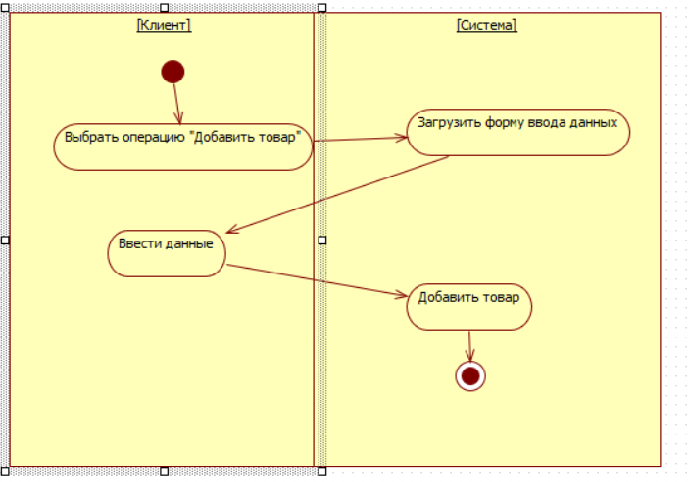 [Клиент]
[Система]
Выбрать операцию "Добавить товар"
Загрузить форму ввода данных
Ввести данные
Добавить товар